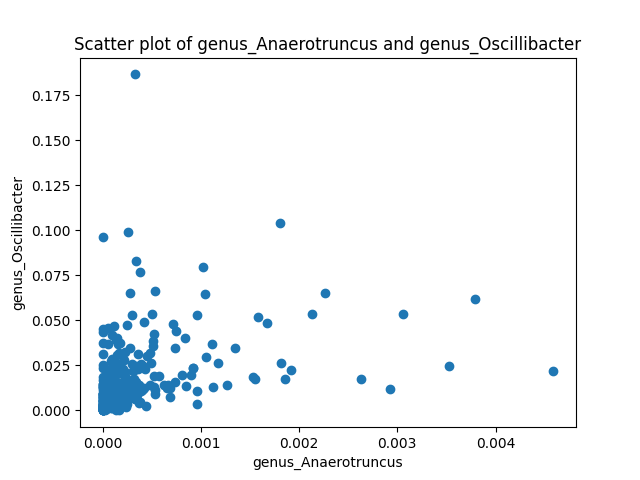 Scatter plot of genus_Anaerotruncus and genus_Oscillibacter
0.175
0.150
0.125
0.100
0.075
0.050
0.025
0.000
genus_Oscillibacter
0.000 0.001 0.002 0.003 0.004
genus_Anaerotruncus